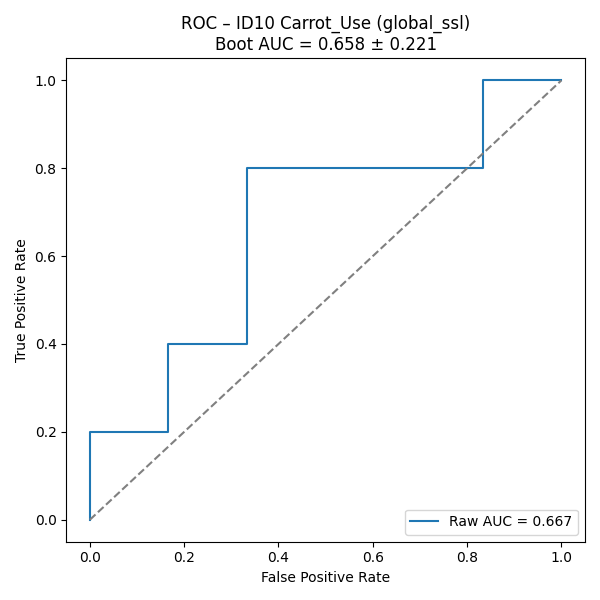 ROC – ID10 Carrot_Use (global_ssl)
Boot AUC = 0.658 ± 0.221
True Positive Rate
1.0
0.8
0.6
0.4
0.2
0.0
Raw AUC = 0.667
0.0 0.2 0.4 0.6 0.8 1.0
False Positive Rate